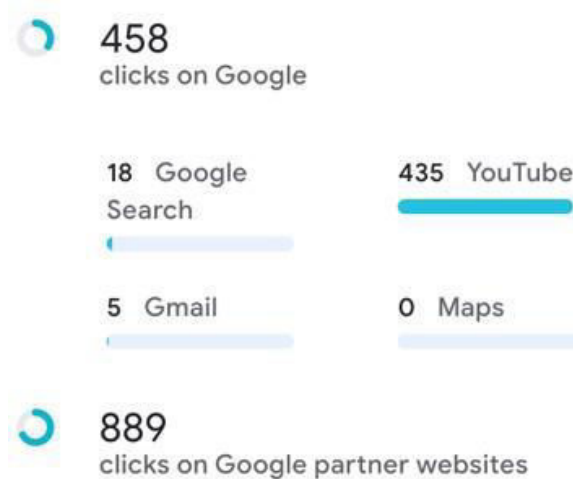 458
clicks on Google
18 Google
Search
435 YouTube
5 Gmail
0 Maps
889
clicks on Google partner websites